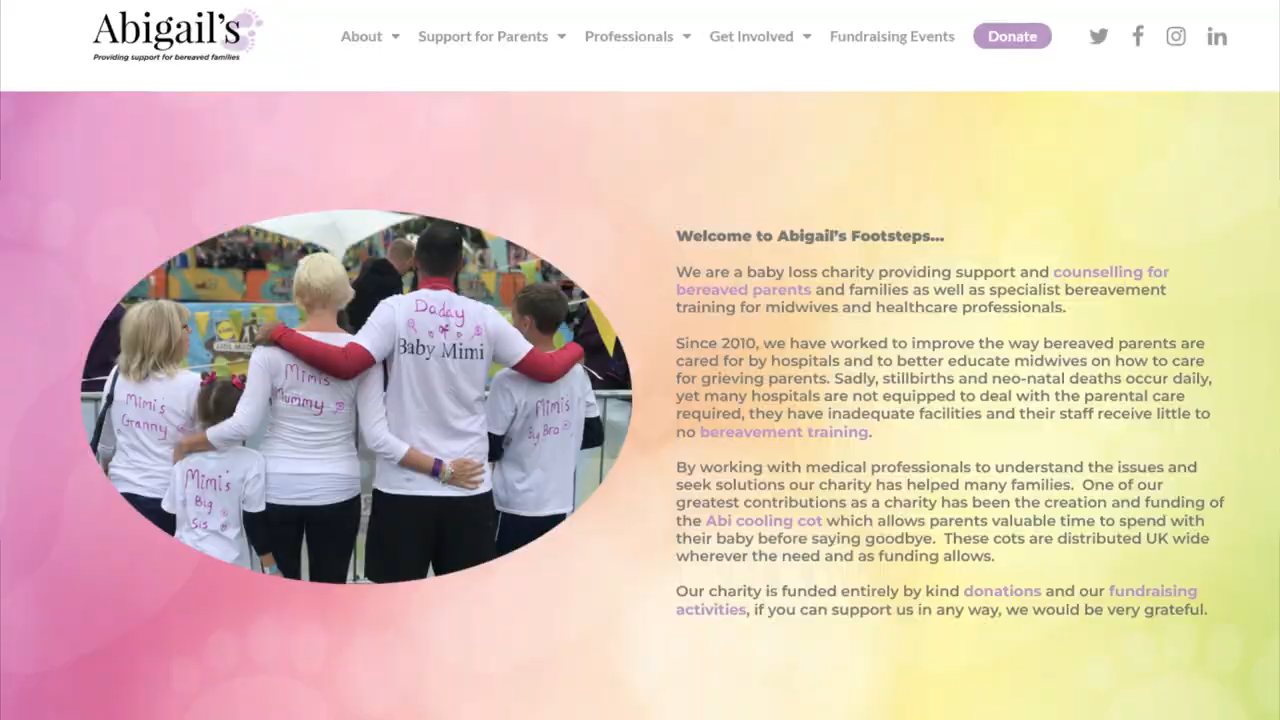 Abigail's
Providing support for bereaved families
About
Support for Parents
Professionals
Get Involved
Fundraising Events
Donate
Welcome to Abigail's Footsteps...
We are a baby loss charity providing support and counselling for
bereaved parents and families as well as specialist bereavement
training for midwives and healthcare professionals.
Since 2010, we have worked to improve the way bereaved parents are
cared for by hospitals and to better educate midwives on how to care
for grieving parents. Sadly, stillbirths and neo-natal deaths occur daily,
yet many hospitals are not equipped to deal with the parental care
required, they have inadequate facilities and their staff receive little to
no bereavement training.
By working with medical professionals to understand the issues and
seek solutions our charity has helped many families.  One of our
greatest contributions as a charity has been the creation and funding of
the Abi cooling cot which allows parents valuable time to spend with
their baby before saying goodbye.  These cots are distributed UK wide
wherever the need and as funding allows.
Our charity is funded entirely by kind donations and our fundraising
activities, if you can support us in any way, we would be very grateful.
Mimi's
Granny
Mimi's
Big
Sis
Mimi's
Mummy
Daday
of
Baby Mimi
Mimi's
Big Bro